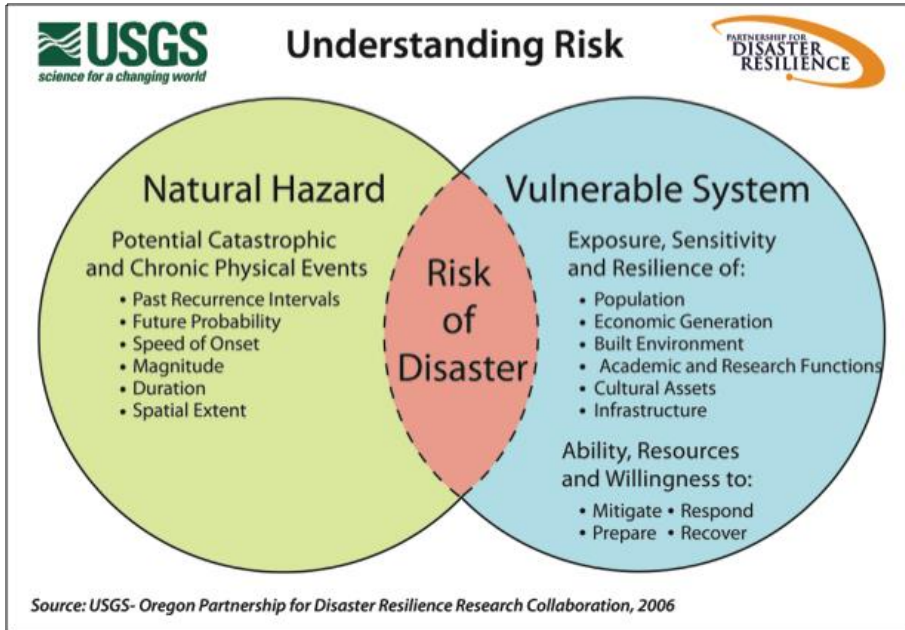 USGS
science for a changing world
Understanding Risk
PARTNERSHIP FOR
DISASTER
RESILIENCE
Natural Hazard
Potential Catastrophic
and Chronic Physical Events
• Past Recurrence Intervals
• Future Probability
• Speed of Onset
• Magnitude
• Duration
• Spatial Extent
Risk
of
Disaster
Vulnerable System
Exposure, Sensitivity
and Resilience of:
• Population
• Economic Generation
• Built Environment
• Academic and Research Functions
• Cultural Assets
• Infrastructure
Ability, Resources
and Willingness to:
• Mitigate • Respond
• Prepare • Recover
Source: USGS- Oregon Partnership for Disaster Resilience Research Collaboration, 2006